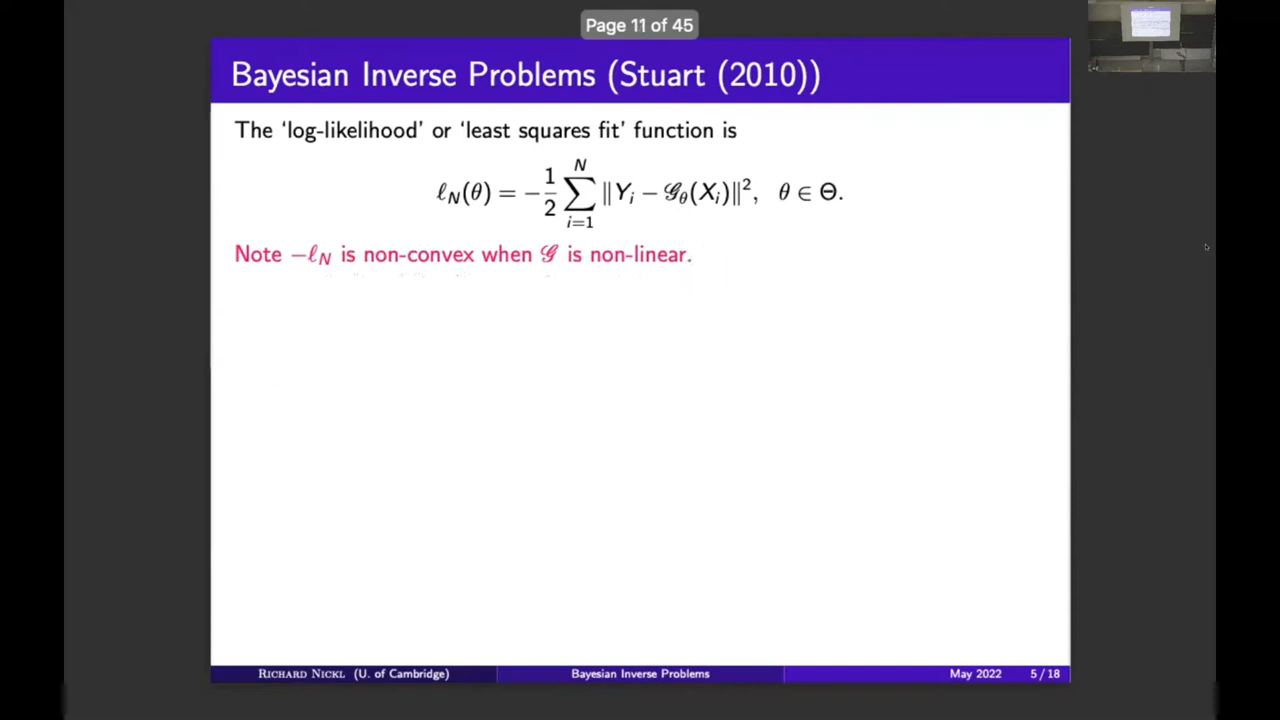 Page 11 of 45
Bayesian Inverse Problems (Stuart (2010))
The ‘log-likelihood’ or ‘least squares fit’ function is
ℓ_N(θ) = −1/2 ∑_{i=1}^{N} ‖Y_i − 𝒢_θ(X_i)‖², θ ∈ Θ.
Note −ℓ_N is non-convex when 𝒢 is non-linear.
RICHARD NICKL (U. of Cambridge) Bayesian Inverse Problems May 2022 5 / 18